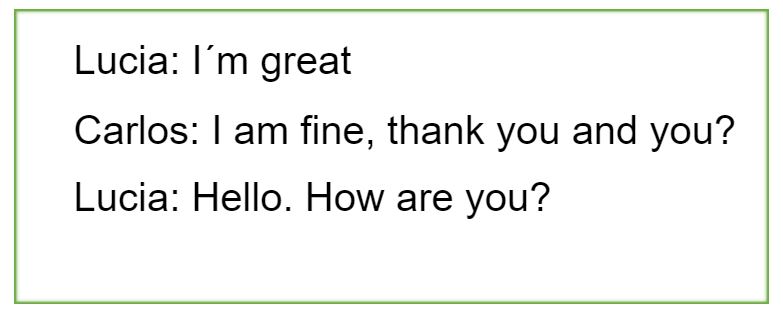 Lucia: I´m great
Carlos: I am fine, thank you and you?
Lucia: Hello. How are you?